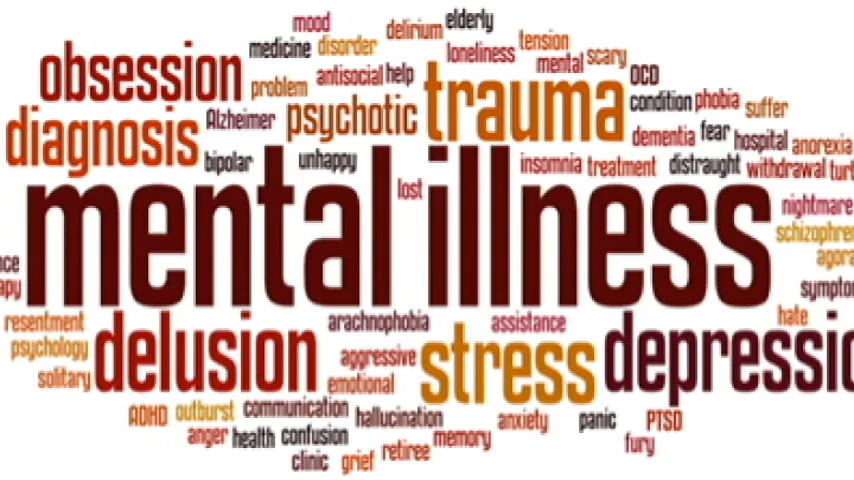 mood delirium elderly
medicine disorder loneliness tension
obsession problem antisocial help mental scary OCD
diagnosis Alzheimer psychotic trauma condition phobia suffer
bipolar unhappy insomnia treatment dementia fear hospital anorexia
distraught withdrawal
mental illness
lost
nightmare
resentment arachnophobia assistance hate
psychology delusion aggressive stress
solitary emotional
ADHD outburst communication hallucination anxiety panic PTSD
anger health confusion retiree memory fury
clinic grief